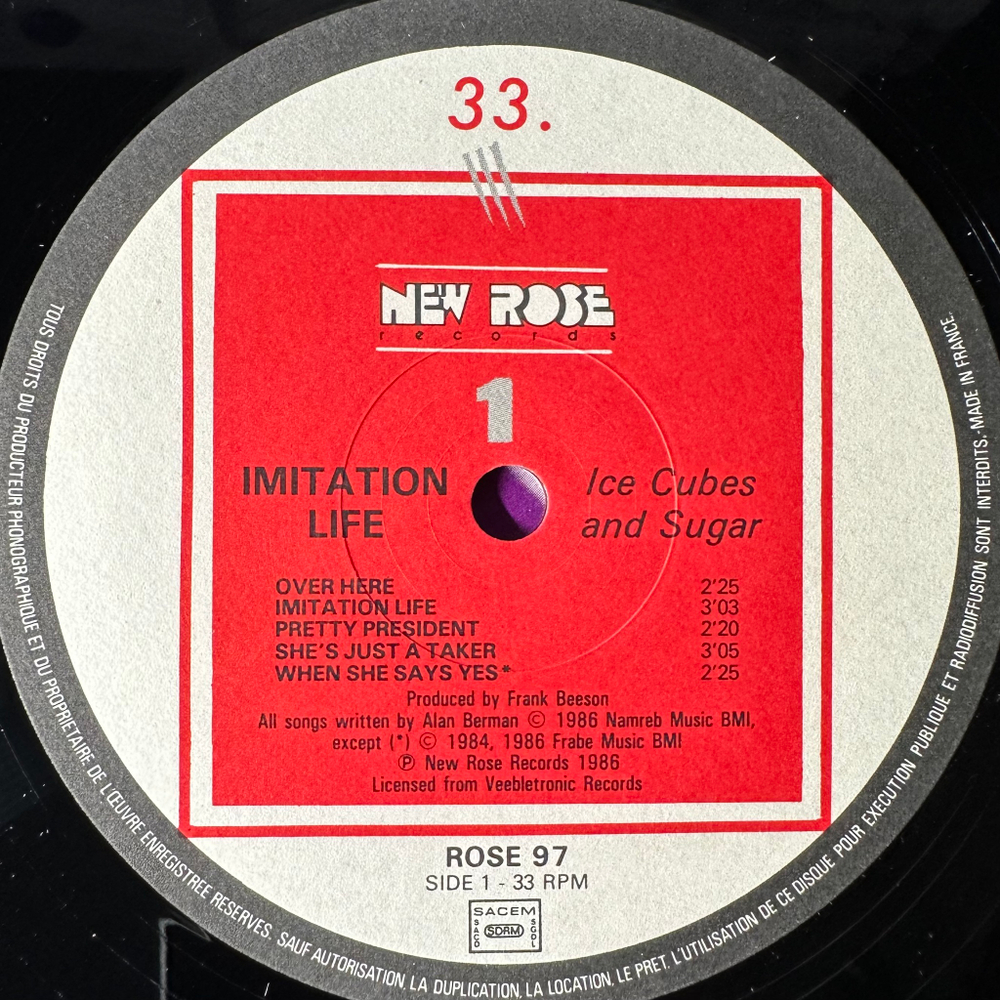 33.
NEW ROSE
records
1
IMITATION
LIFE
Ice Cubes
and Sugar
OVER HERE 2'25
IMITATION LIFE 3'03
PRETTY PRESIDENT 2'20
SHE'S JUST A TAKER 3'05
WHEN SHE SAYS YES* 2'25
Produced by Frank Beeson
All songs written by Alan Berman © 1986 Namreb Music BMI,
except (*) © 1984, 1986 Frabe Music BMI
℗ New Rose Records 1986
Licensed from Veebletronic Records
ROSE 97
SIDE 1 - 33 RPM
SACEM
SACD
SDRM
SGDL
TOUS DROITS DU PRODUCTEUR PHONOGRAPHIQUE ET DU PROPRIETAIRE DE L'ŒUVRE ENREGISTREE RESERVES. SAUF AUTORISATION, LA DUPLICATION, LA LOCATION, LE PRET, L'UTILISATION DE CE DISQUE POUR EXECUTION PUBLIQUE ET RADIODIFFUSION SONT INTERDITS.-MADE IN FRANCE.